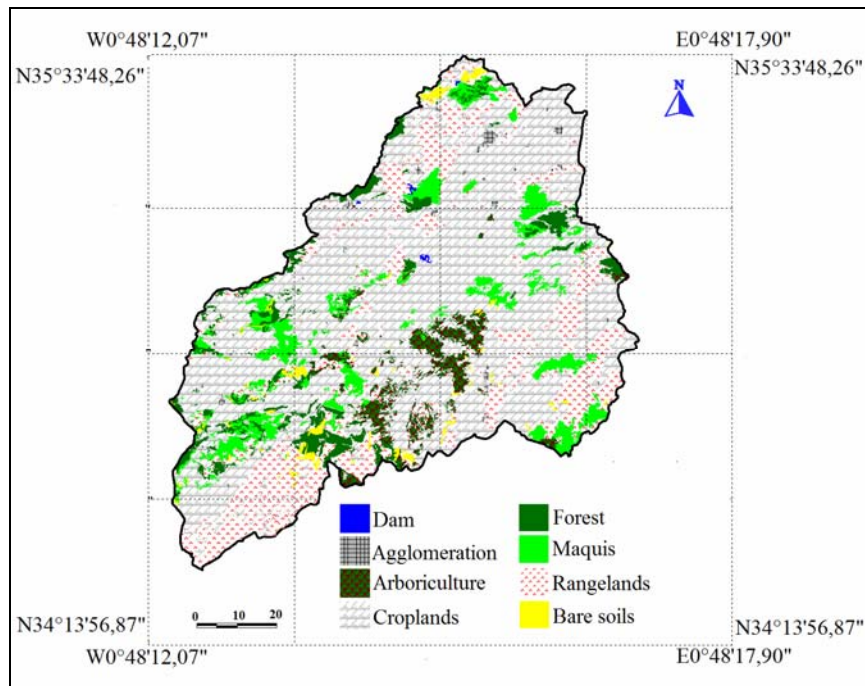 W0°48'12,07"
E0°48'17,90"
N35°33'48,26"
N35°33'48,26"
N
Dam
Forest
Agglomeration
Maquis
Arboriculture
Rangelands
Croplands
Bare soils
0 10 20
N34°13'56,87"
N34°13'56,87"
W0°48'12,07"
E0°48'17,90"